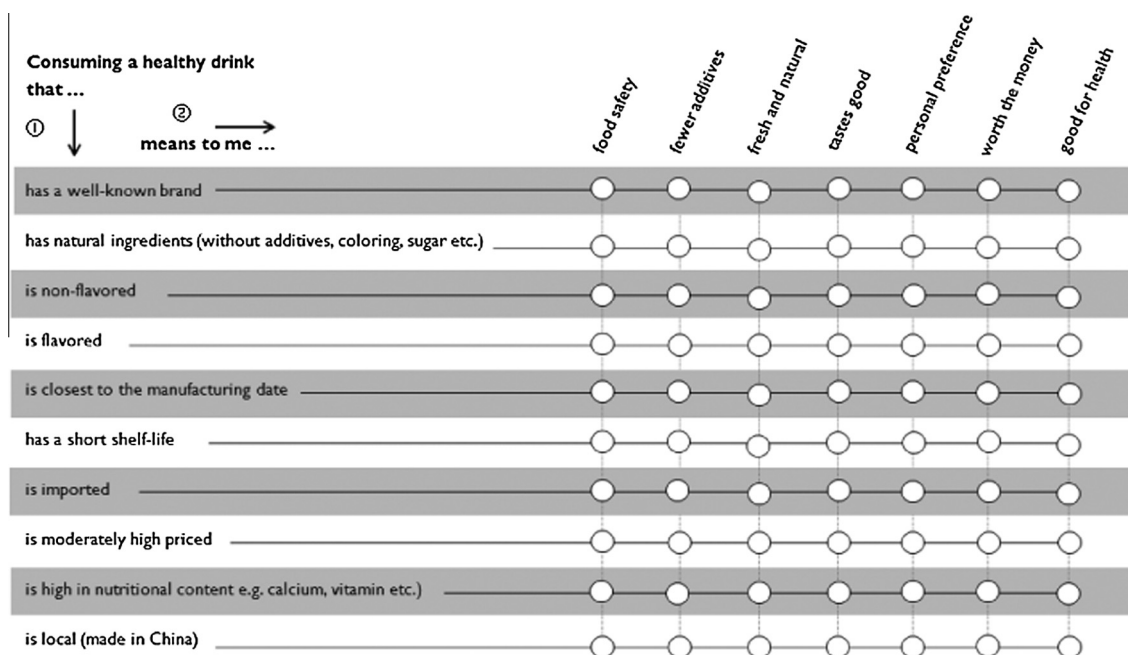 Consuming a healthy drink
that ...
①
②
means to me ...
food safety
fewer additives
fresh and natural
tastes good
personal preference
worth the money
good for health
has a well-known brand
has natural ingredients (without additives, coloring, sugar etc.)
is non-flavored
is flavored
is closest to the manufacturing date
has a short shelf-life
is imported
is moderately high priced
is high in nutritional content e.g. calcium, vitamin etc.)
is local (made in China)